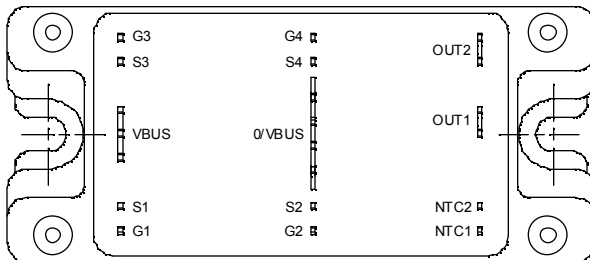 G3 G4
OUT2
S3 S4
OUT1
VBUS 0/VBUS
S1 S2 NTC2
G1 G2 NTC1